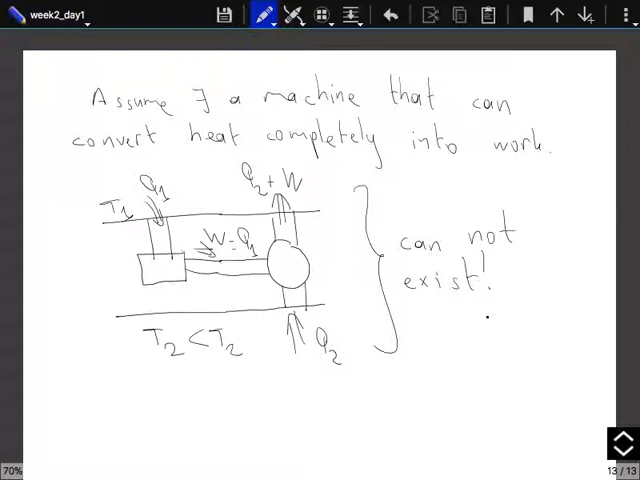 week2_day1
Assume ∃ a machine that can
convert heat completely into work.
Q1
Q2 + W
T1
W=Q1
can not
exist!
T2 < T2
Q2
70%
13 / 13